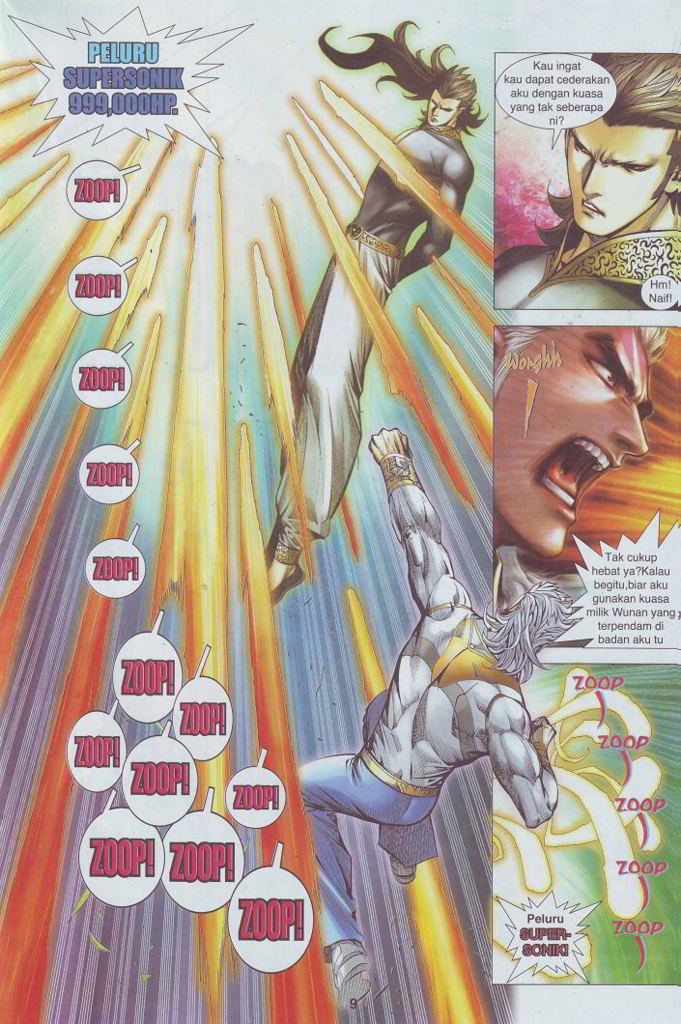 PELURU
SUPERSONIK
999,000HP.
ZOOP!
ZOOP!
ZOOP!
ZOOP!
ZOOP!
ZOOP!
ZOOP!
ZOOP!
ZOOP!
ZOOP!
ZOOP!
ZOOP!
ZOOP!
Kau ingat
kau dapat cederakan
aku dengan kuasa
yang tak seberapa
ni?
Hm!
Naif!
Wonghh
Tak cukup
hebat ya?Kalau
begitu,biar aku
gunakan kuasa
milik Wunan yang
terpendam di
badan aku tu
ZOOP
ZOOP
ZOOP
ZOOP
ZOOP
Peluru
SUPER-
SONIK!
9